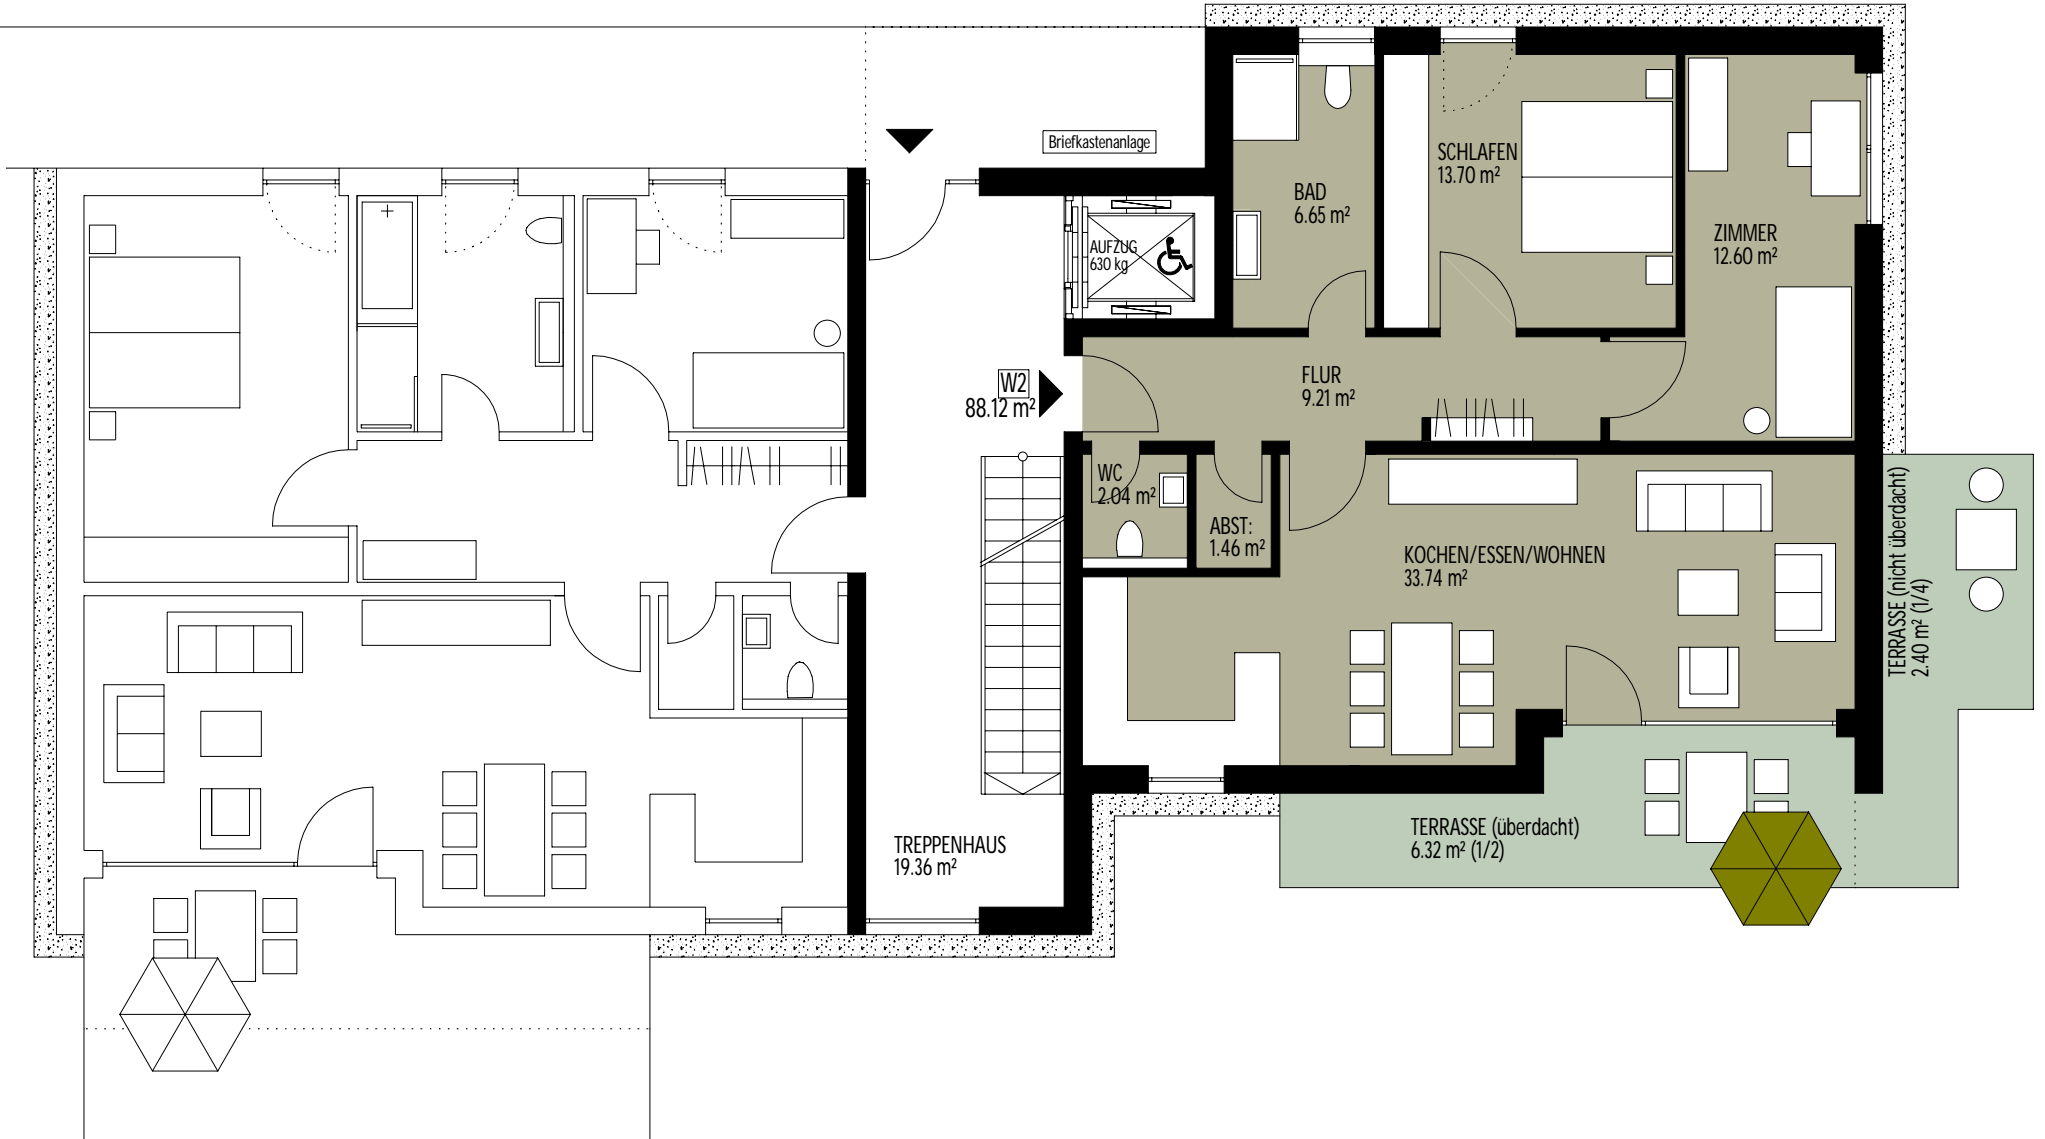 Briefkastenanlage
SCHLAFEN
13.70 m²
BAD
6.65 m²
ZIMMER
12.60 m²
AUFZUG
630 kg
W2
88.12 m²
FLUR
9.21 m²
WC
2.04 m²
ABST:
1.46 m²
KOCHEN/ESSEN/WOHNEN
33.74 m²
TERRASSE (nicht überdacht)
2.40 m² (1/4)
TREPPENHAUS
19.36 m²
TERRASSE (überdacht)
6.32 m² (1/2)